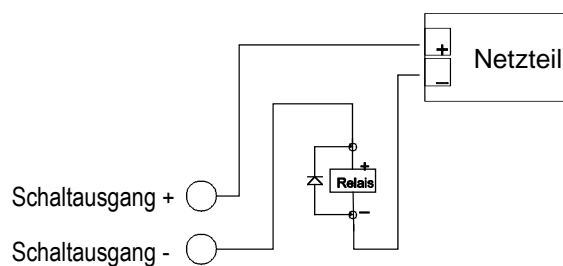 +
Netzteil
–
+
Relais
–
Schaltausgang +
Schaltausgang -